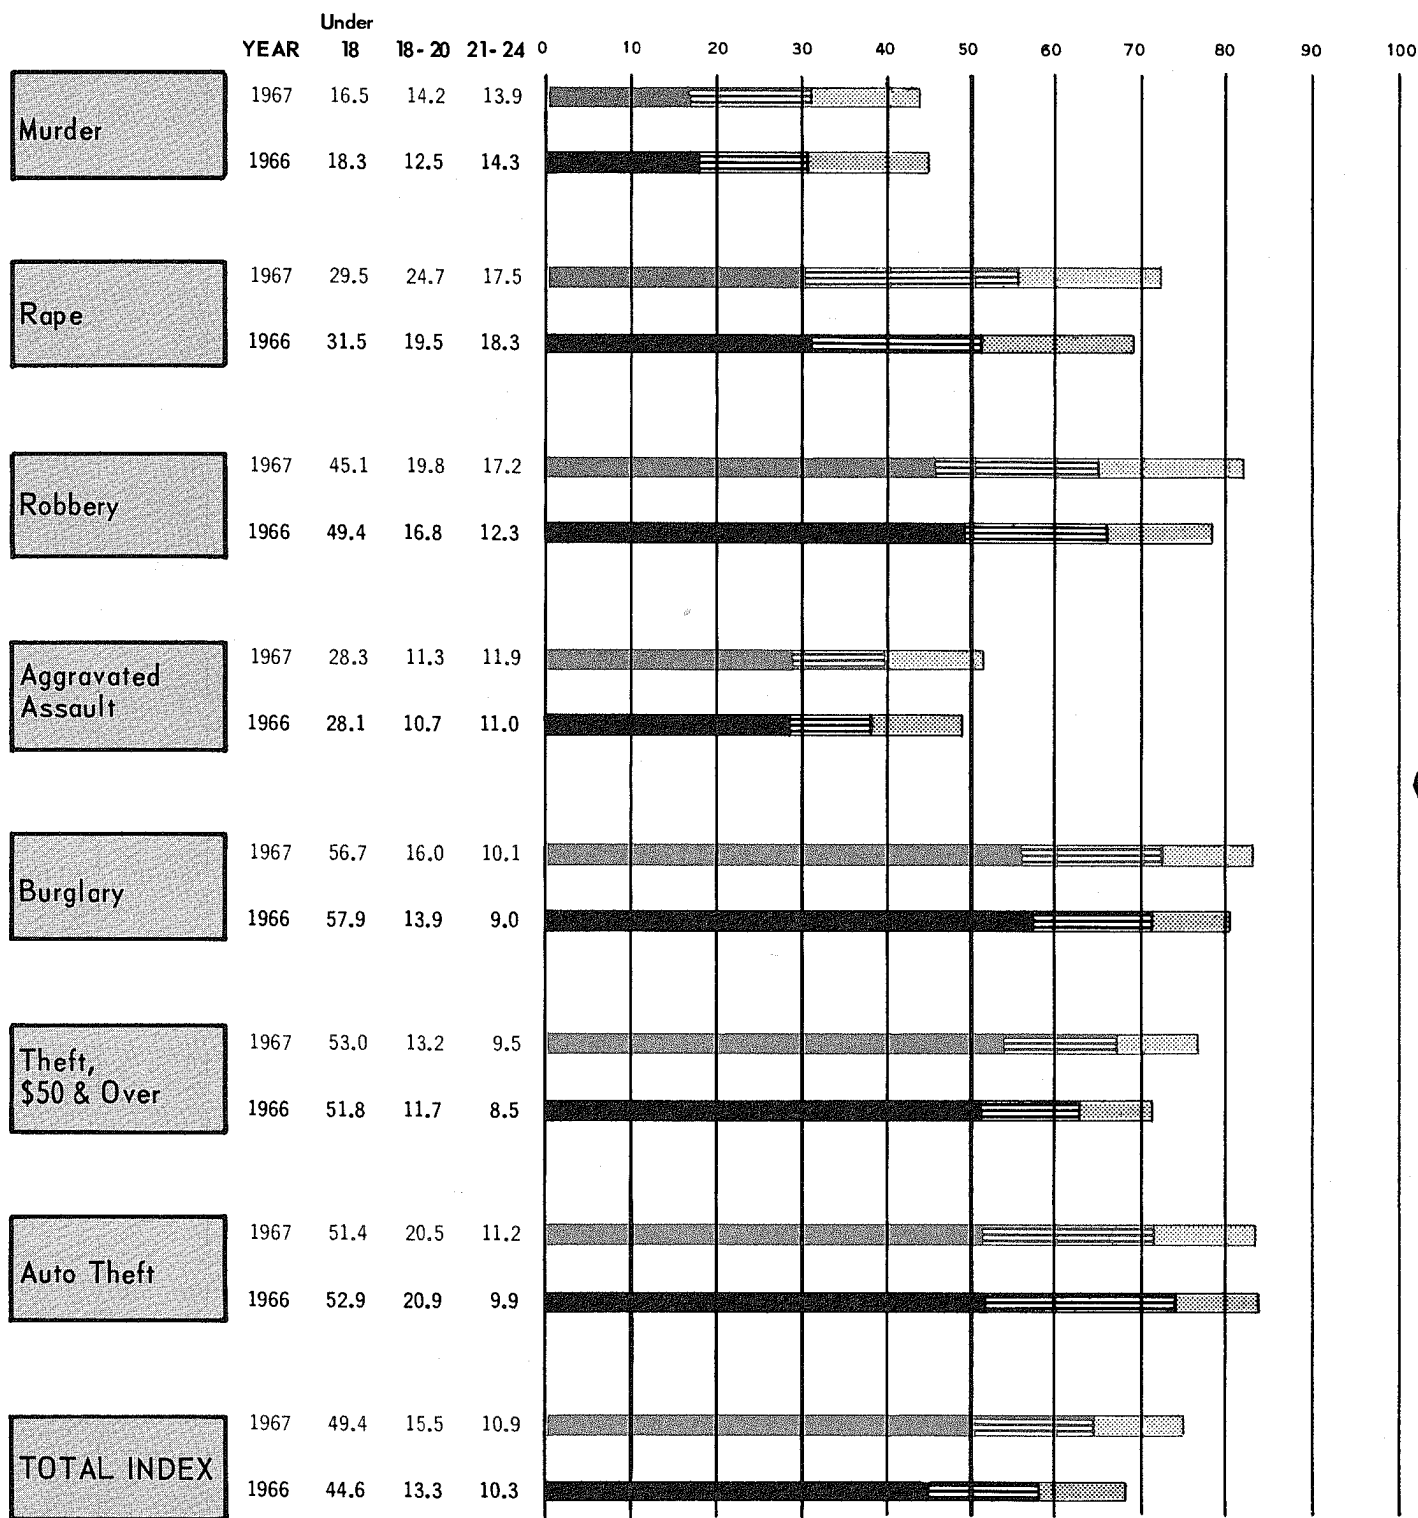 Under
YEAR 18 18-20 21-24 0 10 20 30 40 50 60 70 80 90 100
Murder
1967 16.5 14.2 13.9
1966 18.3 12.5 14.3
Rape
1967 29.5 24.7 17.5
1966 31.5 19.5 18.3
Robbery
1967 45.1 19.8 17.2
1966 49.4 16.8 12.3
Aggravated
Assault
1967 28.3 11.3 11.9
1966 28.1 10.7 11.0
Burglary
1967 56.7 16.0 10.1
1966 57.9 13.9 9.0
Theft,
$50 & Over
1967 53.0 13.2 9.5
1966 51.8 11.7 8.5
Auto Theft
1967 51.4 20.5 11.2
1966 52.9 20.9 9.9
TOTAL INDEX
1967 49.4 15.5 10.9
1966 44.6 13.3 10.3